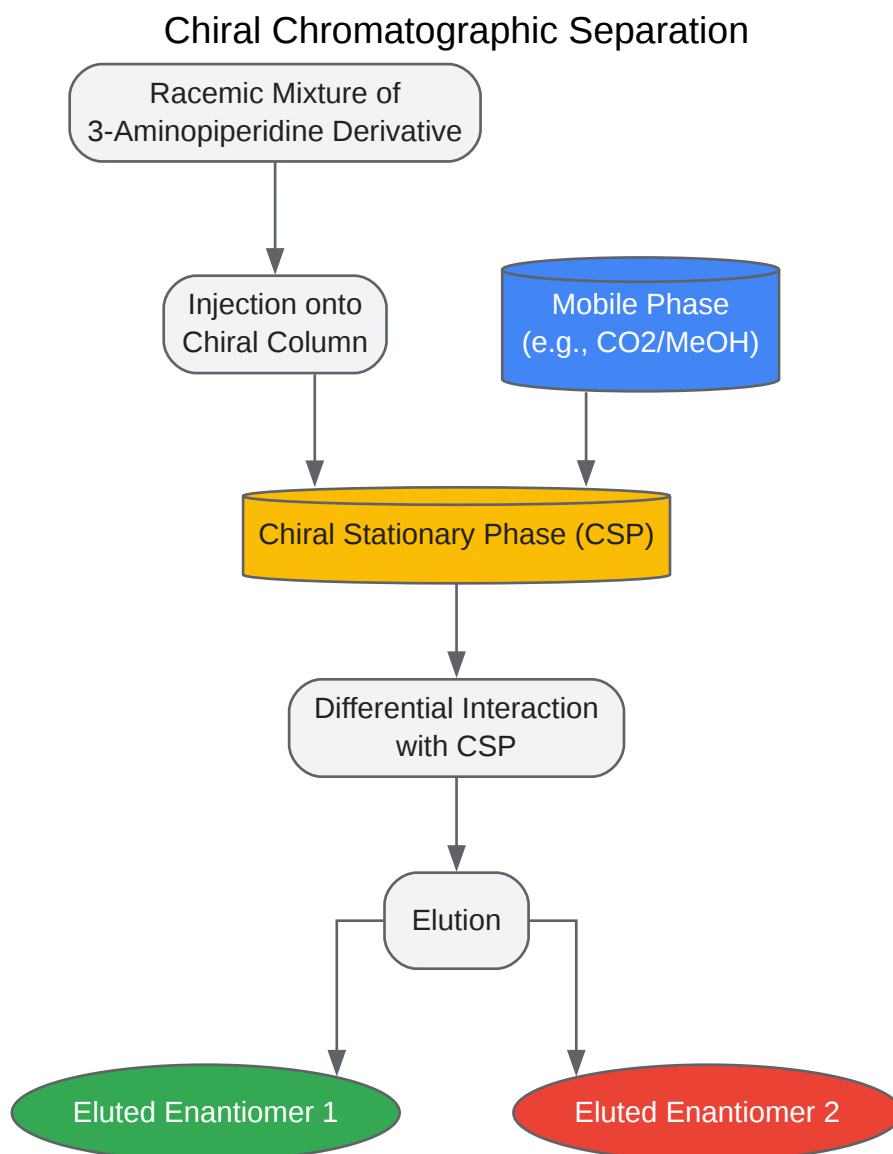 Chiral Chromatographic Separation
Racemic Mixture of
3-Aminopiperidine Derivative
Injection onto
Chiral Column
Mobile Phase
(e.g., CO2/MeOH)
Chiral Stationary Phase (CSP)
Differential Interaction
with CSP
Elution
Eluted Enantiomer 1
Eluted Enantiomer 2